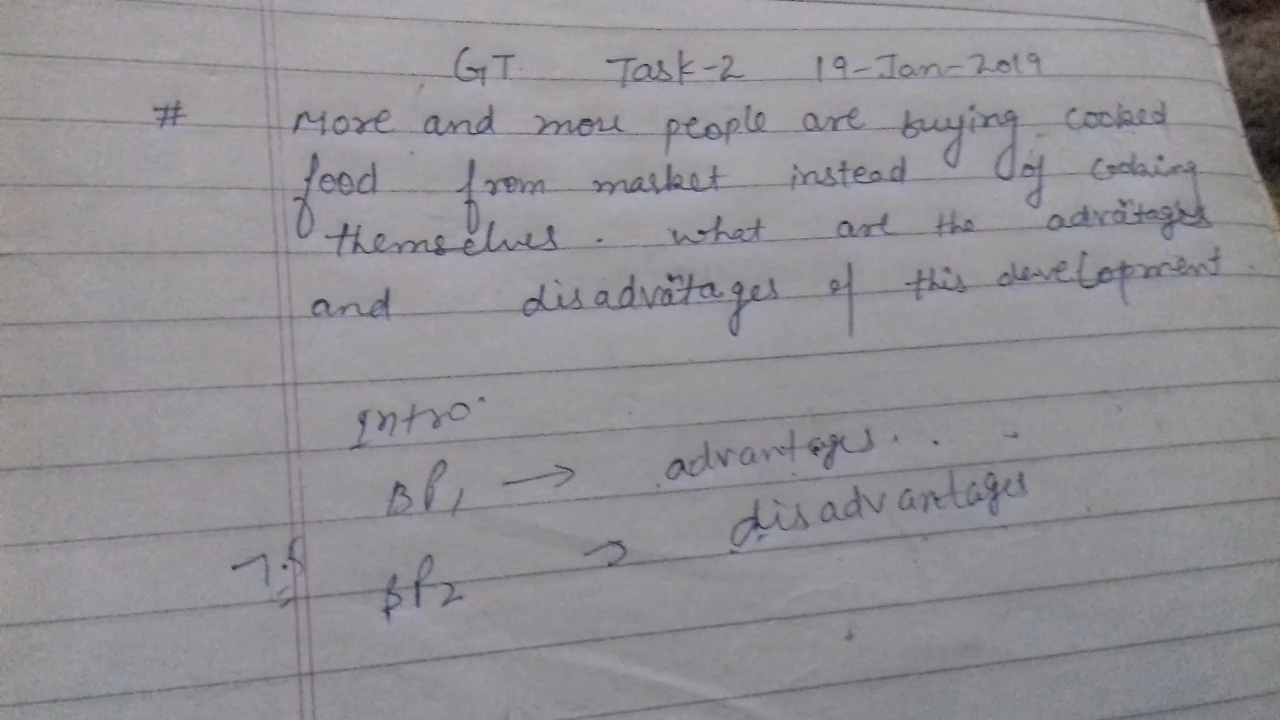 GT Task-2 19-Jan-2019
# More and more people are buying cooked
food from market instead of cooking
themselves. what are the advātages
and disadvātages of this development.
Intro.
BP1 → advantages...
7.5 BP2 → disadvantages